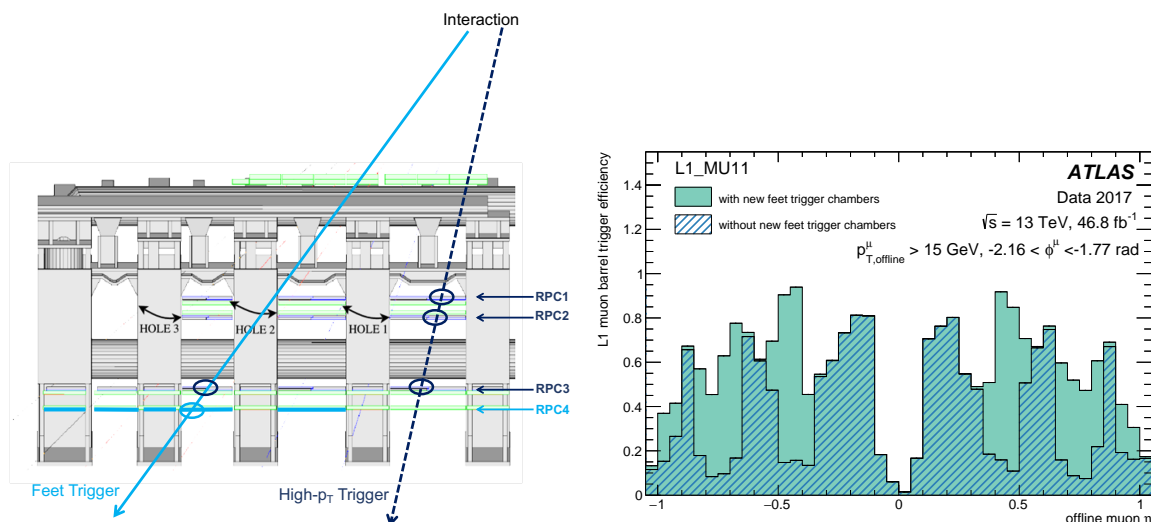 Interaction
RPC1
RPC2
HOLE 3
HOLE 2
HOLE 1
RPC3
RPC4
Feet Trigger
High-pT Trigger
L1 muon barrel trigger efficiency
L1_MU11
ATLAS
with new feet trigger chambers
Data 2017
without new feet trigger chambers
√s = 13 TeV, 46.8 fb⁻¹
pμT,offline > 15 GeV, -2.16 < ϕμ <-1.77 rad
1.4
1.2
1
0.8
0.6
0.4
0.2
0
−1 −0.5 0 0.5 1
offline muon η